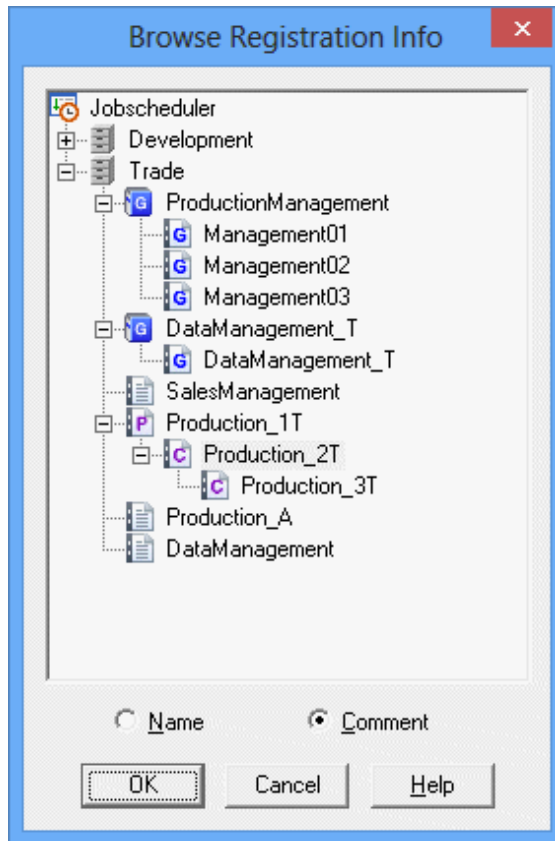 Browse Registration Info
Jobscheduler
Development
Trade
ProductionManagement
Management01
Management02
Management03
DataManagement_T
DataManagement_T
SalesManagement
Production_1T
Production_2T
Production_3T
Production_A
DataManagement
Name Comment
OK Cancel Help